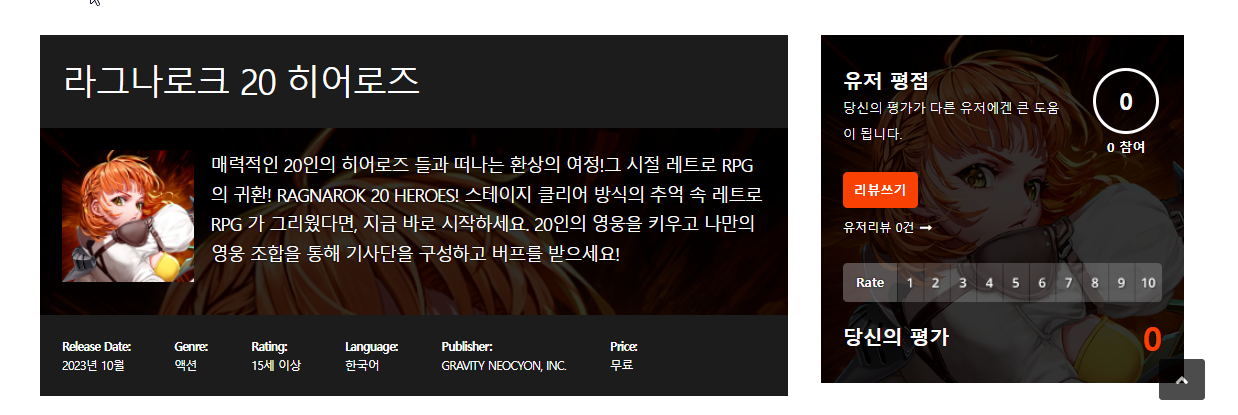 라그나로크 20 히어로즈
매력적인 20인의 히어로즈 들과 떠나는 환상의 여정!그 시절 레트로 RPG
의 귀환! RAGNAROK 20 HEROES! 스테이지 클리어 방식의 추억 속 레트로
RPG 가 그리웠다면, 지금 바로 시작하세요. 20인의 영웅을 키우고 나만의
영웅 조합을 통해 기사단을 구성하고 버프를 받으세요!
Release Date: Genre: Rating: Language: Publisher: Price:
2023년 10월 액션 15세 이상 한국어 GRAVITY NEOCYON, INC. 무료
유저 평점
당신의 평가가 다른 유저에겐 큰 도움
이 됩니다.
0
0 참여
리뷰쓰기
유저리뷰 0건 →
Rate 1 2 3 4 5 6 7 8 9 10
당신의 평가 0